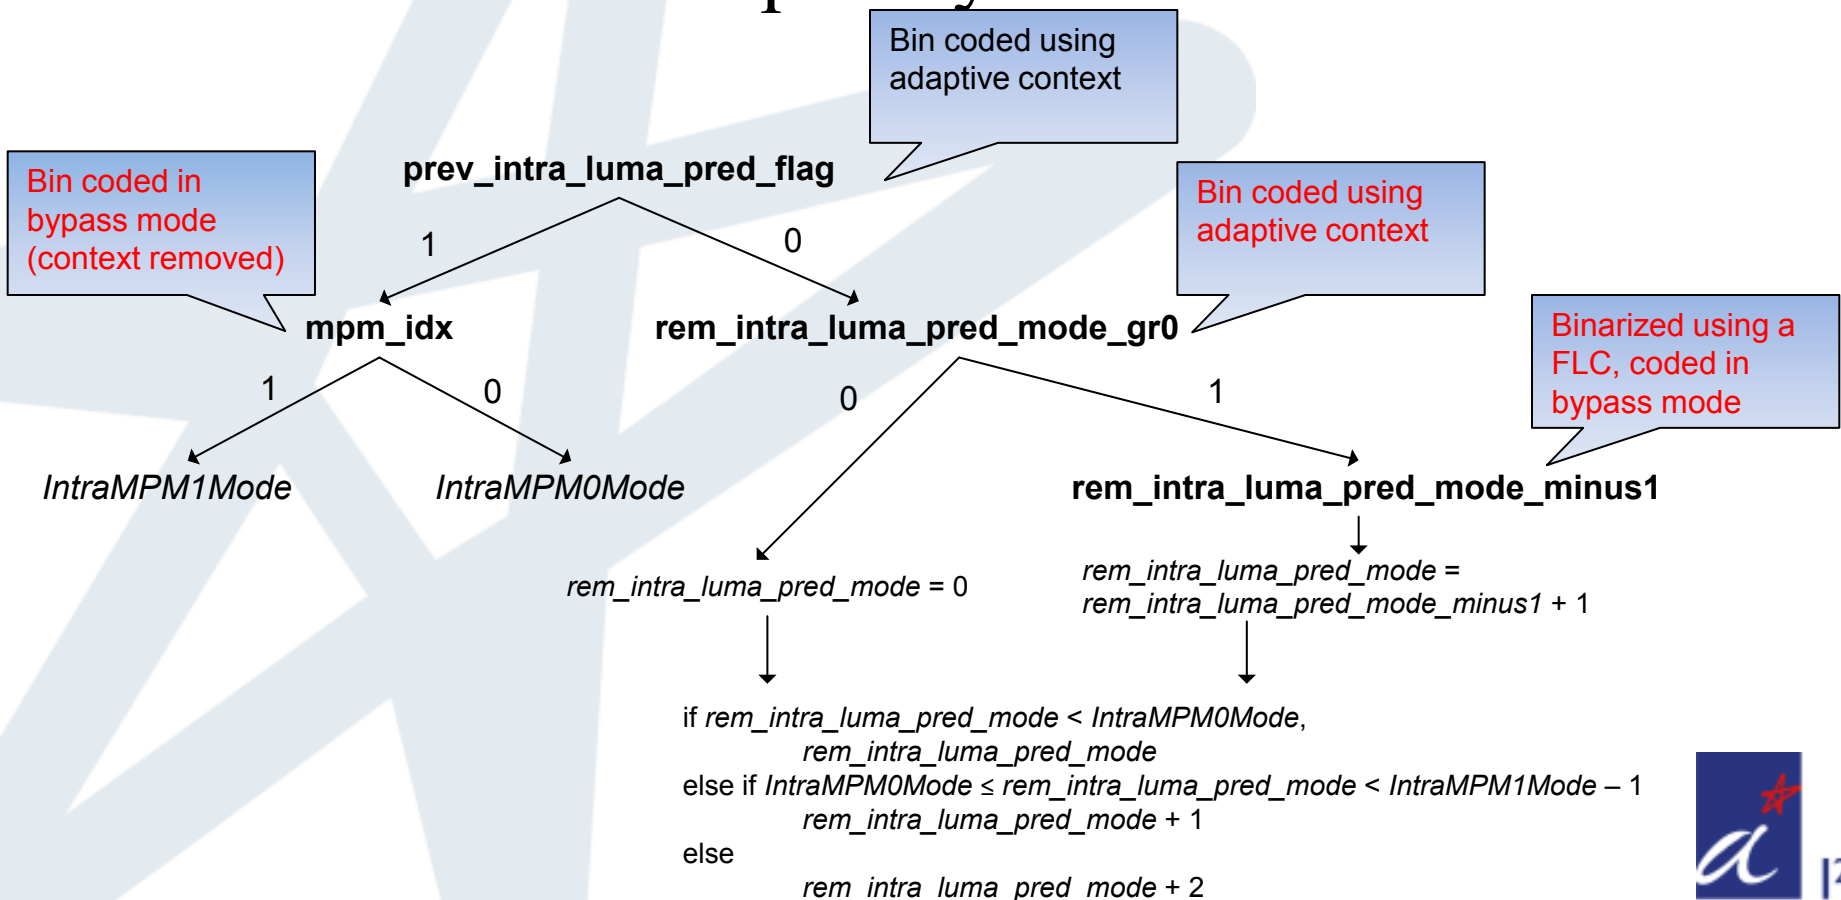 Bin coded using
adaptive context
prev_intra_luma_pred_flag
Bin coded in
bypass mode
(context removed)
Bin coded using
adaptive context
1
0
mpm_idx
rem_intra_luma_pred_mode_gr0
Binarized using a
FLC, coded in
bypass mode
1
0
0
1
IntraMPM1Mode
IntraMPM0Mode
rem_intra_luma_pred_mode_minus1
rem_intra_luma_pred_mode = 0
rem_intra_luma_pred_mode =
rem_intra_luma_pred_mode_minus1 + 1
if rem_intra_luma_pred_mode < IntraMPM0Mode,
rem_intra_luma_pred_mode
else if IntraMPM0Mode ≤ rem_intra_luma_pred_mode < IntraMPM1Mode – 1
rem_intra_luma_pred_mode + 1
else
rem_intra_luma_pred_mode + 2
a